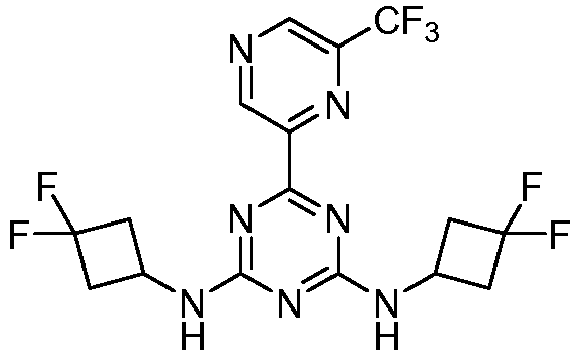 N CF3
N
F N N F
F F
N N N
H H